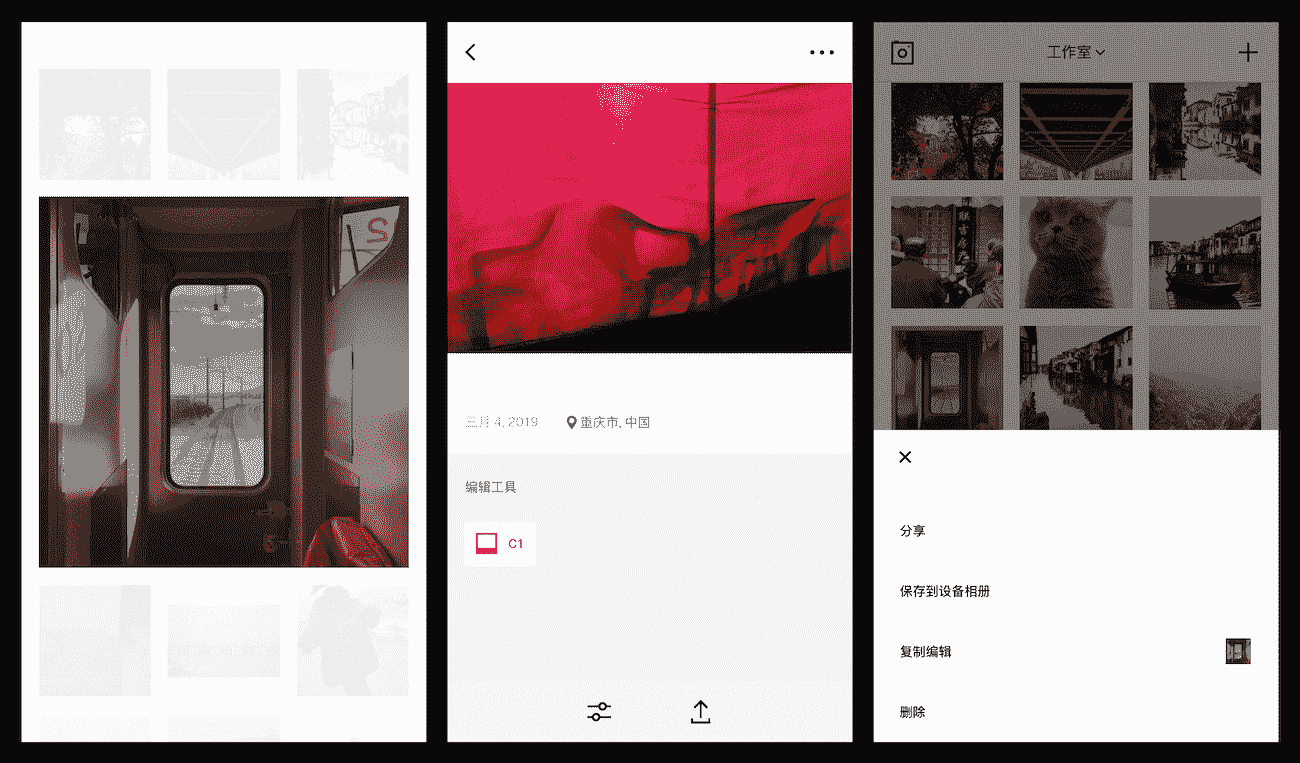 三月 4, 2019
重庆市, 中国
编辑工具
C1
工作室
分享
保存到设备相册
复制编辑
删除